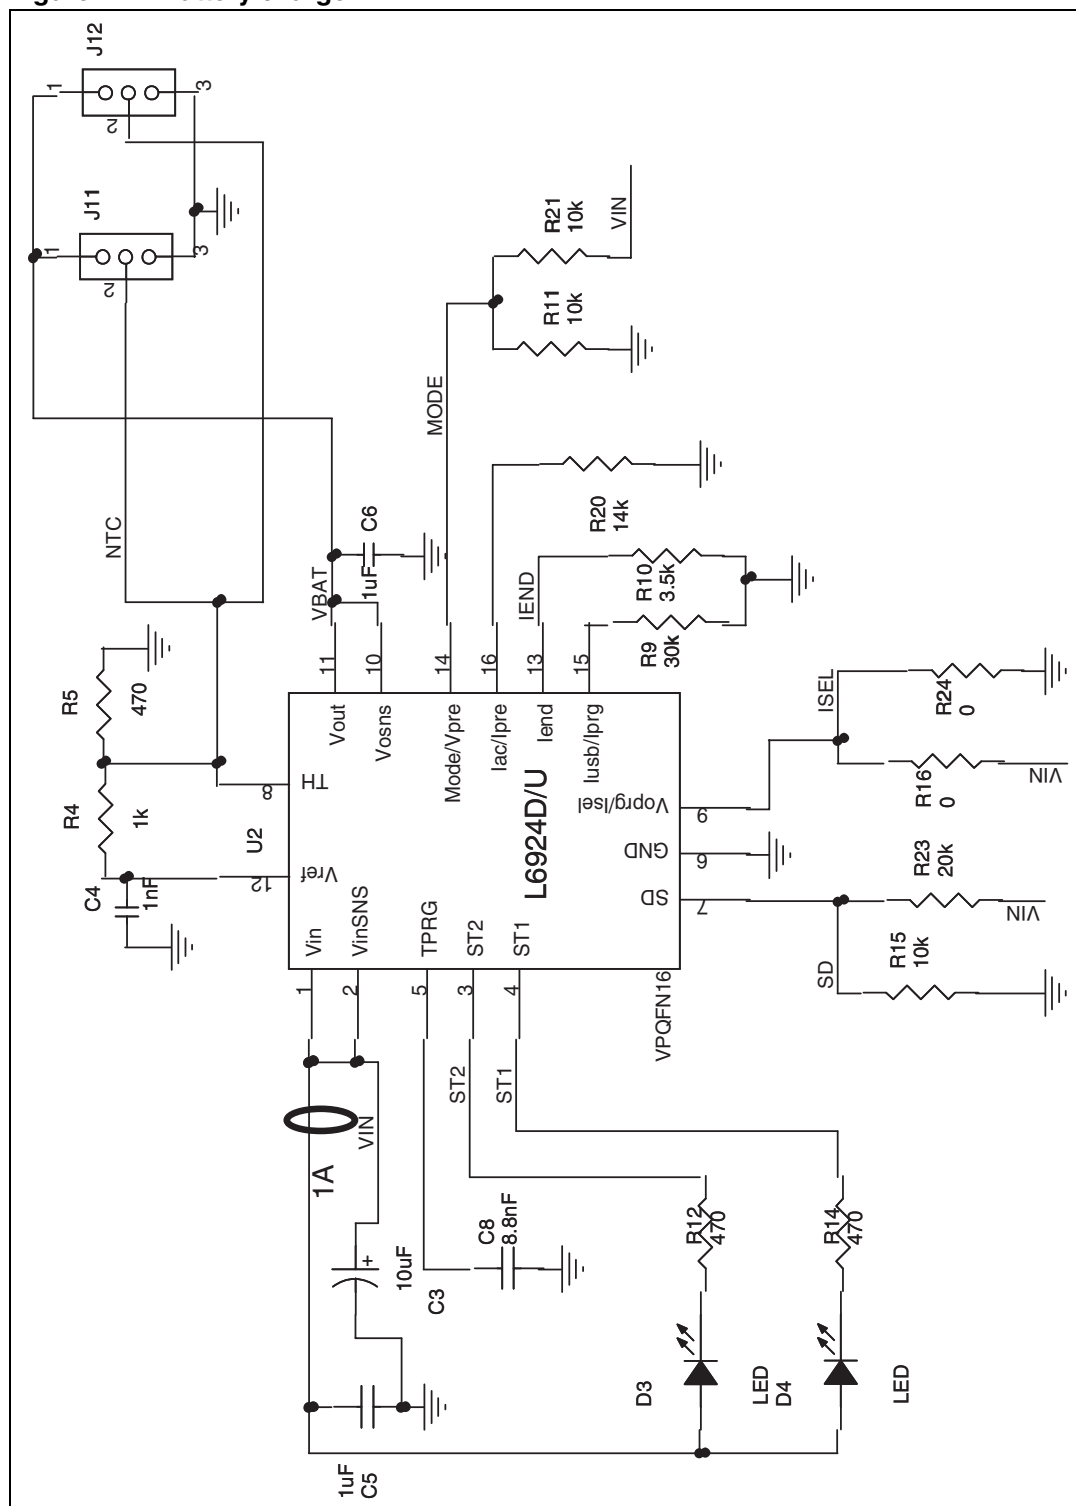 J12
1
3
2
J11
1
3
2
R21
10k
VIN
R11
10k
MODE
NTC
R20
14k
C6
1uF
VBAT
IEND
R10
3.5k
R9
30k
R5
470
R4
1k
C4
1nF
11
10
14
16
13
15
8
12
U2
Vout
Vosns
Mode/Vpre
Iac/Ipre
Iend
Iusb/Iprg
TH
Vref
L6924D/U
Voprg/Isel
GND
SD
9
6
7
Vin
VinSNS
TPRG
ST2
ST1
1
2
5
3
4
VPQFN16
ISEL
R24
0
R16
0
VIN
R23
20k
VIN
SD
R15
10k
ST2
ST1
VIN
1A
10uF
C3
C8
8.8nF
R12
470
R14
470
D3
LED
D4
LED
1uF
C5